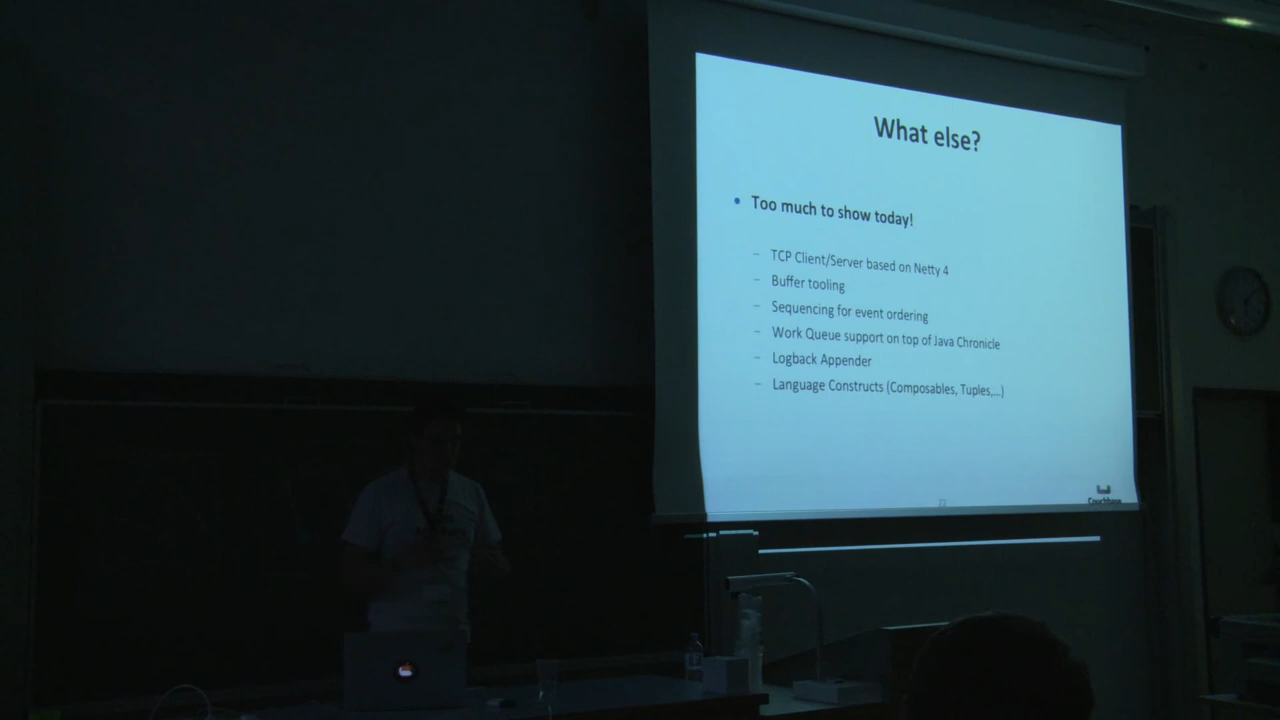 What else?
• Too much to show today!
– TCP Client/Server based on Netty 4
– Buffer tooling
– Sequencing for event ordering
– Work Queue support on top of Java Chronicle
– Logback Appender
– Language Constructs (Composables, Tuples,...)
Couchbase